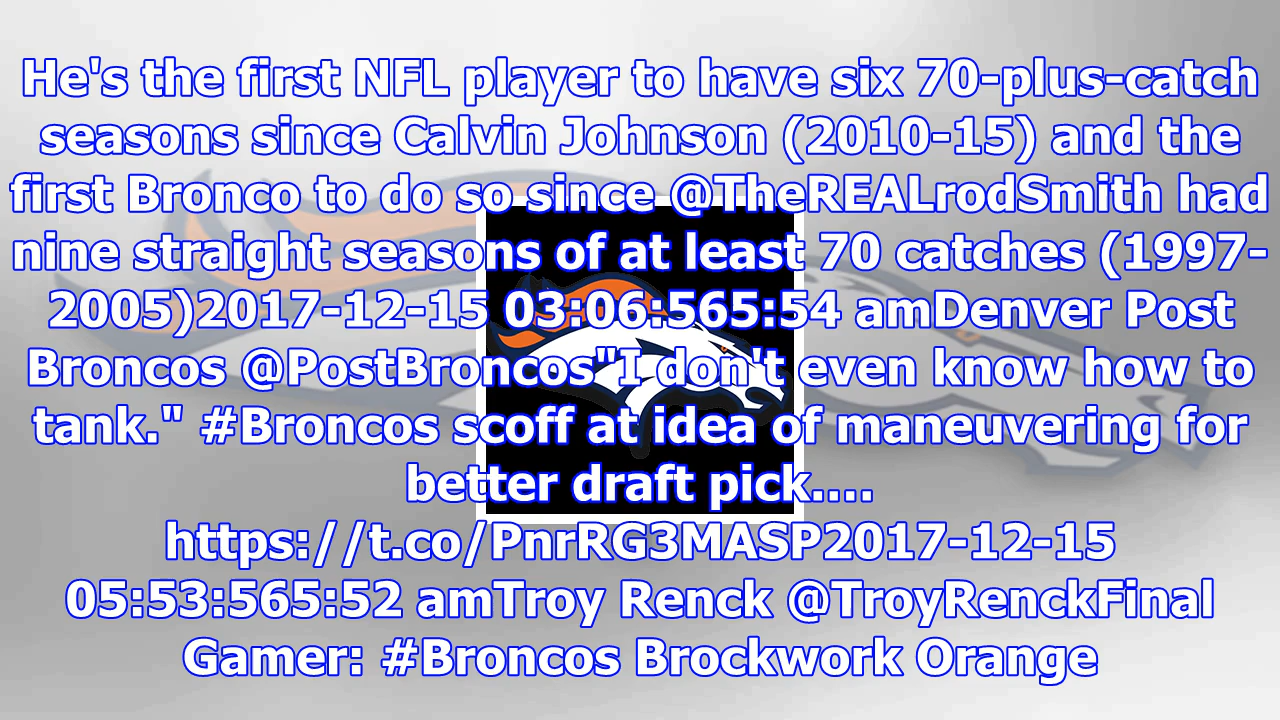 He's the first NFL player to have six 70-plus-catch
seasons since Calvin Johnson (2010-15) and the
first Bronco to do so since @TheREALrodSmith had
nine straight seasons of at least 70 catches (1997-
2005)2017-12-15 03:06:565:54 amDenver Post
Broncos @PostBroncos"I don't even know how to
tank." #Broncos scoff at idea of maneuvering for
better draft pick....
https://t.co/PnrRG3MASP2017-12-15
05:53:565:52 amTroy Renck @TroyRenckFinal
Gamer: #Broncos Brockwork Orange